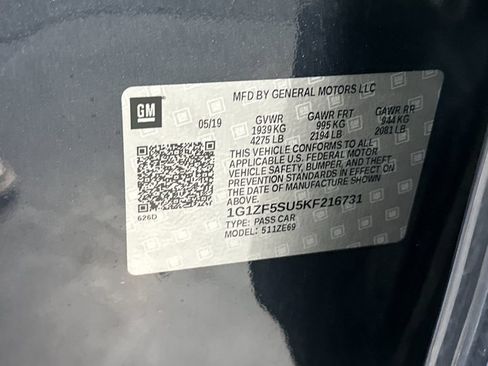 GM
MFD BY GENERAL MOTORS LLC
05/19 GVWR GAWR FRT GAWR RR
1939 KG 995 KG 944 KG
4275 LB 2194 LB 2081 LB
THIS VEHICLE CONFORMS TO ALL
APPLICABLE U.S. FEDERAL MOTOR
VEHICLE SAFETY, BUMPER, AND THEFT
PREVENTION STANDARDS IN EFFECT ON
THE DATE OF MANUFACTURE SHOWN ABOVE.
1G1ZF5SU5KF216731
626D
TYPE: PASS CAR
MODEL: 511ZE69